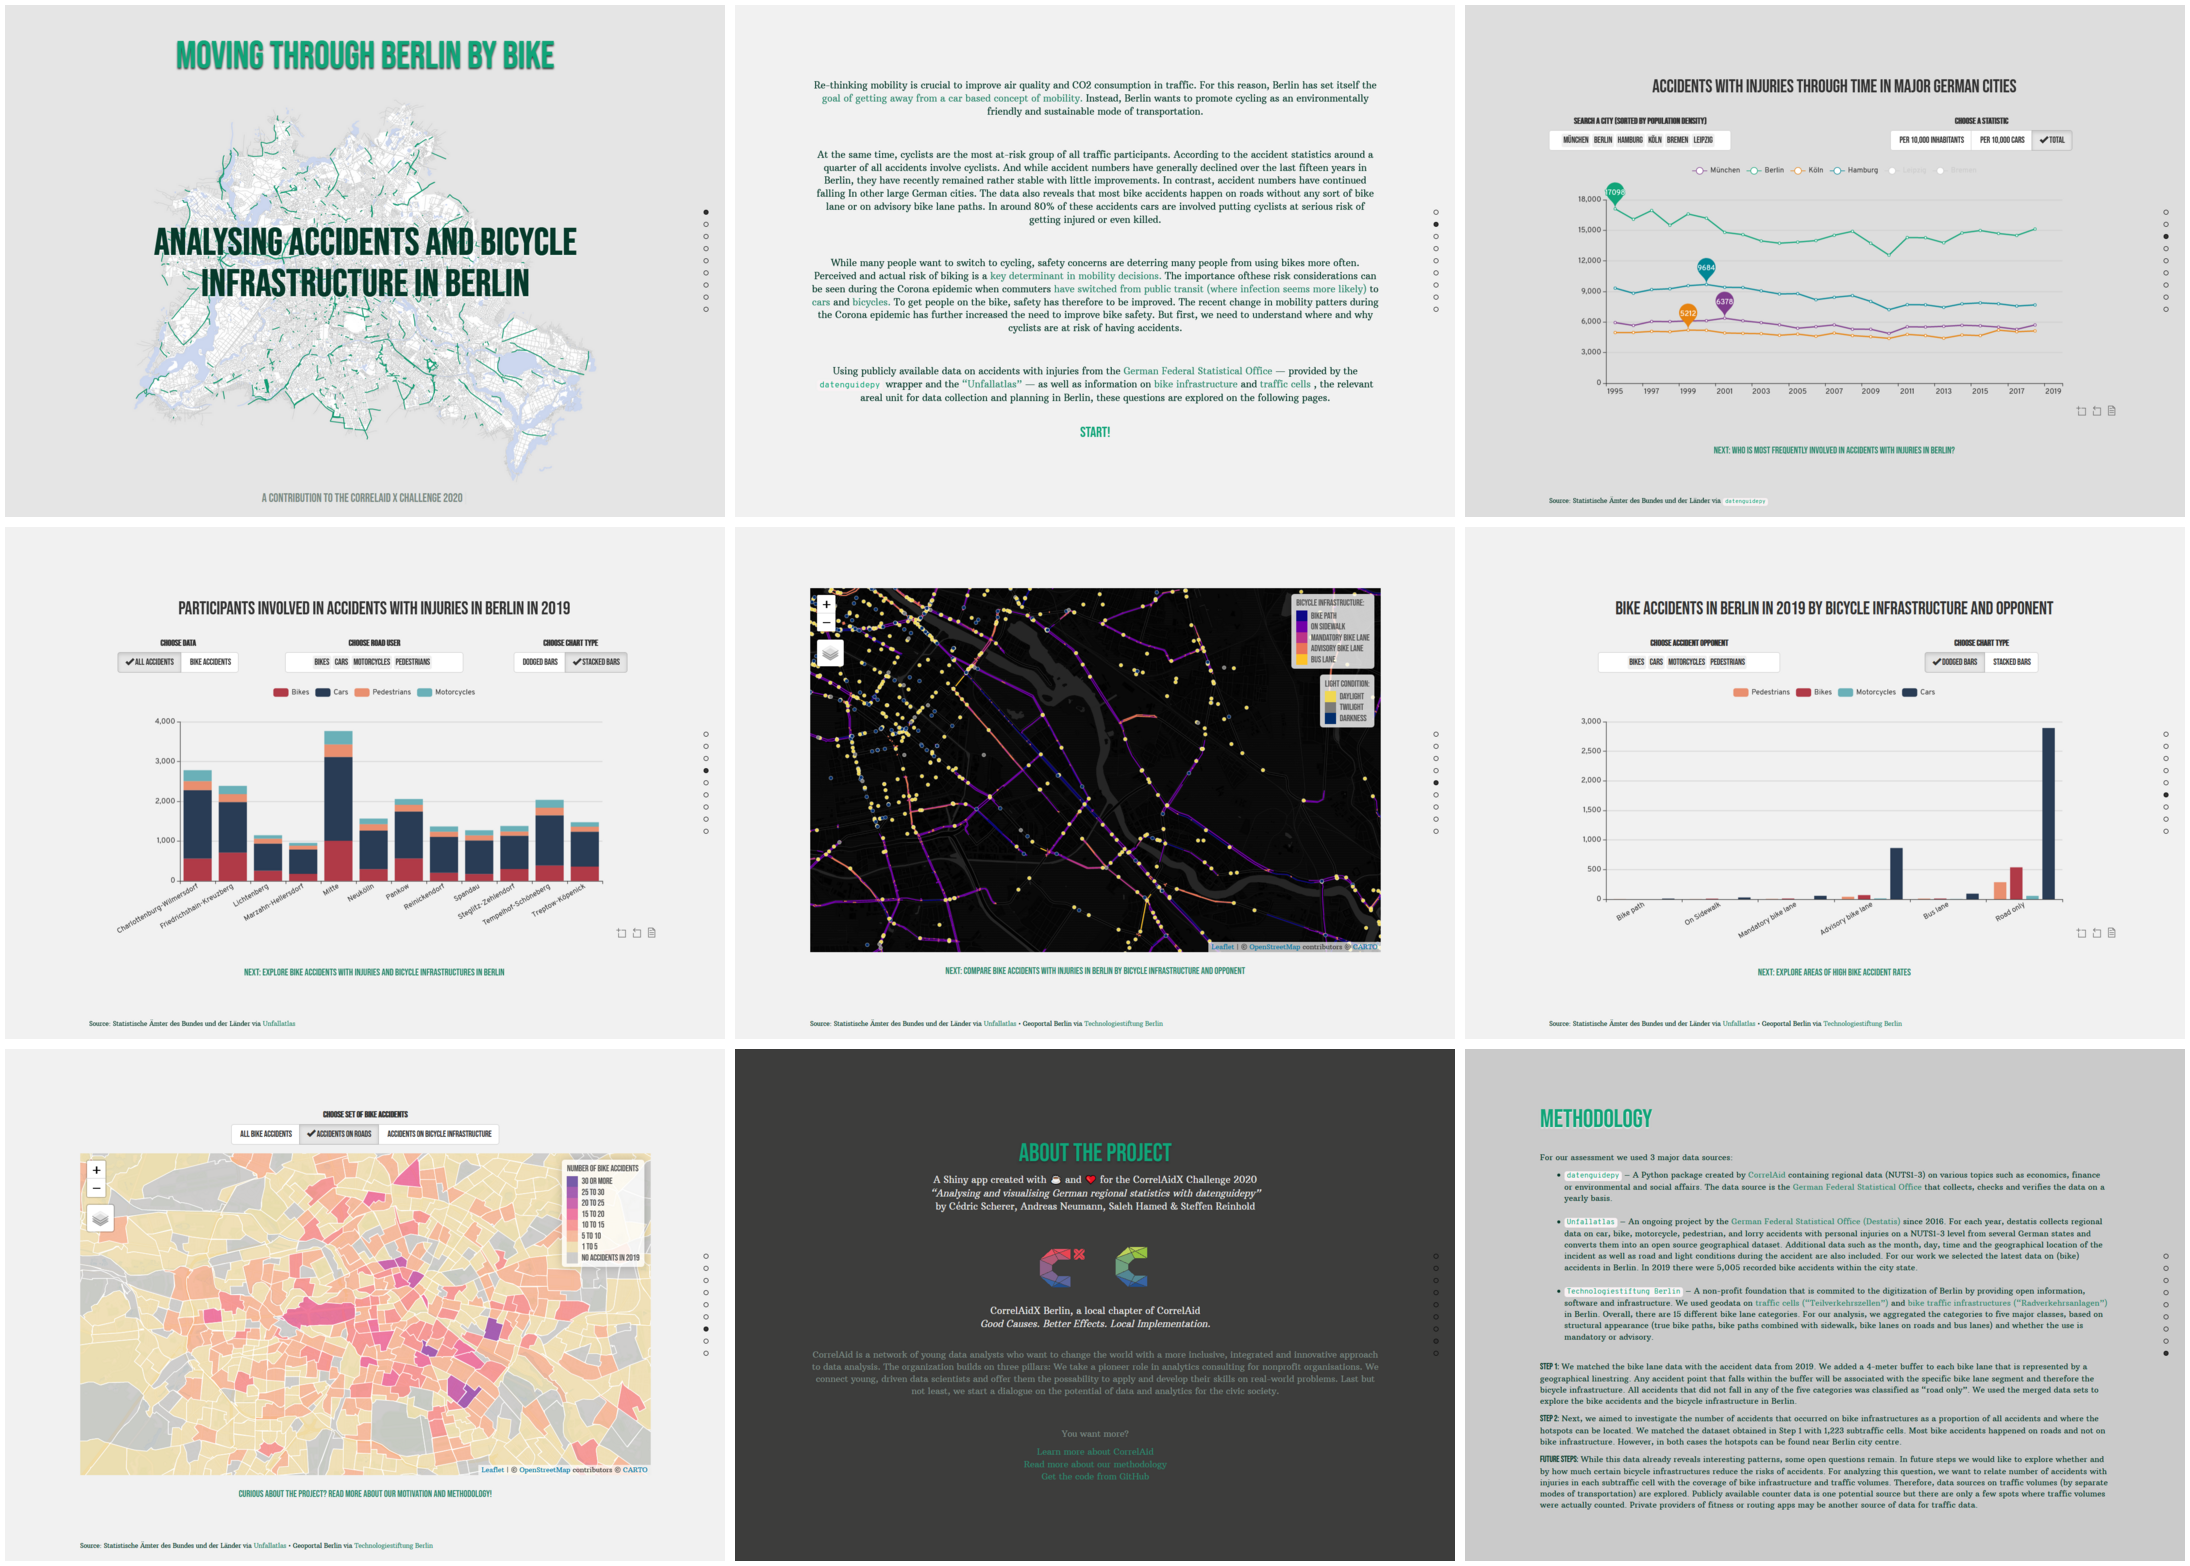 MOVING THROUGH BERLIN BY BIKE
ANALYSING ACCIDENTS AND BICYCLE
INFRASTRUCTURE IN BERLIN
A CONTRIBUTION TO THE CORRELAID X CHALLENGE 2020
Re-thinking mobility is crucial to improve air quality and CO2 consumption in traffic. For this reason, Berlin has set itself the
goal of getting away from a car based concept of mobility. Instead, Berlin wants to promote cycling as an environmentally
friendly and sustainable mode of transportation.
At the same time, cyclists are the most at-risk group of all traffic participants. According to the accident statistics around a
quarter of all accidents involve cyclists. And while accident numbers have generally declined over the last fifteen years in
Berlin, they have recently remained rather stable with little improvements. In contrast, accident numbers have continued
falling In other large German cities. The data also reveals that most bike accidents happen on roads without any sort of bike
lane or on advisory bike lane paths. In around 80% of these accidents cars are involved putting cyclists at serious risk of
getting injured or even killed.
While many people want to switch to cycling, safety concerns are deterring many people from using bikes more often.
Perceived and actual risk of biking is a key determinant in mobility decisions. The importance ofthese risk considerations can
be seen during the Corona epidemic when commuters have switched from public transit (where infection seems more likely) to
cars and bicycles. To get people on the bike, safety has therefore to be improved. The recent change in mobility patters during
the Corona epidemic has further increased the need to improve bike safety. But first, we need to understand where and why
cyclists are at risk of having accidents.
Using publicly available data on accidents with injuries from the German Federal Statistical Office — provided by the
datenguidepy wrapper and the “Unfallatlas” — as well as information on bike infrastructure and traffic cells , the relevant
areal unit for data collection and planning in Berlin, these questions are explored on the following pages.
START!
ACCIDENTS WITH INJURIES THROUGH TIME IN MAJOR GERMAN CITIES
SEARCH A CITY (SORTED BY POPULATION DENSITY)
CHOOSE A STATISTIC
MÜNCHEN BERLIN HAMBURG KÖLN BREMEN LEIPZIG
PER 10,000 INHABITANTS PER 10,000 CARS ✔TOTAL
München Berlin Köln Hamburg Leipzig Bremen
7098
18,000
15,000
12,000
9684
9,000
6378
5212
6,000
3,000
0
1995 1997 1999 2001 2003 2005 2007 2009 2011 2013 2015 2017 2019
NEXT: WHO IS MOST FREQUENTLY INVOLVED IN ACCIDENTS WITH INJURIES IN BERLIN?
Source: Statistische Ämter des Bundes und der Länder via datenguidepy
PARTICIPANTS INVOLVED IN ACCIDENTS WITH INJURIES IN BERLIN IN 2019
CHOOSE DATA CHOOSE ROAD USER CHOOSE CHART TYPE
✔ALL ACCIDENTS BIKE ACCIDENTS BIKES CARS MOTORCYCLES PEDESTRIANS DODGED BARS ✔STACKED BARS
Bikes Cars Pedestrians Motorcycles
4,000
3,000
2,000
1,000
0
Charlottenburg-Wilmersdorf Friedrichshain-Kreuzberg Lichtenberg Marzahn-Hellersdorf Mitte Neukölln Pankow Reinickendorf Spandau Steglitz-Zehlendorf Tempelhof-Schöneberg Treptow-Köpenick
NEXT: EXPLORE BIKE ACCIDENTS WITH INJURIES AND BICYCLE INFRASTRUCTURES IN BERLIN
Source: Statistische Ämter des Bundes und der Länder via Unfallatlas
+
−
BICYCLE INFRASTRUCTURE:
BIKE PATH
ON SIDEWALK
MANDATORY BIKE LANE
ADVISORY BIKE LANE
BUS LANE
LIGHT CONDITION:
DAYLIGHT
TWILIGHT
DARKNESS
Leaflet | © OpenStreetMap contributors © CARTO
NEXT: COMPARE BIKE ACCIDENTS WITH INJURIES IN BERLIN BY BICYCLE INFRASTRUCTURE AND OPPONENT
Source: Statistische Ämter des Bundes und der Länder via Unfallatlas • Geoportal Berlin via Technologiestiftung Berlin
BIKE ACCIDENTS IN BERLIN IN 2019 BY BICYCLE INFRASTRUCTURE AND OPPONENT
CHOOSE ACCIDENT OPPONENT CHOOSE CHART TYPE
BIKES CARS MOTORCYCLES PEDESTRIANS ✔DODGED BARS STACKED BARS
Pedestrians Bikes Motorcycles Cars
3,000
2,500
2,000
1,500
1,000
500
0
Bike path On Sidewalk Mandatory bike lane Advisory bike lane Bus lane Road only
NEXT: EXPLORE AREAS OF HIGH BIKE ACCIDENT RATES
Source: Statistische Ämter des Bundes und der Länder via Unfallatlas • Geoportal Berlin via Technologiestiftung Berlin
CHOOSE SET OF BIKE ACCIDENTS
ALL BIKE ACCIDENTS ✔ACCIDENTS ON ROADS ACCIDENTS ON BICYCLE INFRASTRUCTURE
+
−
NUMBER OF BIKE ACCIDENTS
30 OR MORE
25 TO 30
20 TO 25
15 TO 20
10 TO 15
5 TO 10
1 TO 5
NO ACCIDENTS IN 2019
Leaflet | © OpenStreetMap contributors © CARTO
CURIOUS ABOUT THE PROJECT? READ MORE ABOUT OUR MOTIVATION AND METHODOLOGY!
Source: Statistische Ämter des Bundes und der Länder via Unfallatlas • Geoportal Berlin via Technologiestiftung Berlin
ABOUT THE PROJECT
A Shiny app created with ☕ and ❤ for the CorrelAidX Challenge 2020
“Analysing and visualising German regional statistics with datenguidepy”
by Cédric Scherer, Andreas Neumann, Saleh Hamed & Steffen Reinhold
CorrelAidX Berlin, a local chapter of CorrelAid
Good Causes. Better Effects. Local Implementation.
CorrelAid is a network of young data analysts who want to change the world with a more inclusive, integrated and innovative approach
to data analysis. The organization builds on three pillars: We take a pioneer role in analytics consulting for nonprofit organisations. We
connect young, driven data scientists and offer them the possability to apply and develop their skills on real-world problems. Last but
not least, we start a dialogue on the potential of data and analytics for the civic society.
You want more?
Learn more about CorrelAid
Read more about our methodology
Get the code from GitHub
METHODOLOGY
For our assessment we used 3 major data sources:
• datenguidepy — A Python package created by CorrelAid containing regional data (NUTS1-3) on various topics such as economics, finance
or environmental and social affairs. The data source is the German Federal Statistical Office that collects, checks and verifies the data on a
yearly basis.
• Unfallatlas — An ongoing project by the German Federal Statistical Office (Destatis) since 2016. For each year, destatis collects regional
data on car, bike, motorcycle, pedestrian, and lorry accidents with personal injuries on a NUTS1-3 level from several German states and
converts them into an open source geographical dataset. Additional data such as the month, day, time and the geographical location of the
incident as well as road and light conditions during the accident are also included. For our work we selected the latest data on (bike)
accidents in Berlin. In 2019 there were 5,005 recorded bike accidents within the city state.
• Technologiestiftung Berlin — A non-profit foundation that is commited to the digitization of Berlin by providing open information,
software and infrastructure. We used geodata on traffic cells (“Teilverkehrszellen”) and bike traffic infrastructures (“Radverkehrsanlagen”)
in Berlin. Overall, there are 15 different bike lane categories. For our analysis, we aggregated the categories to five major classes, based on
structural appearance (true bike paths, bike paths combined with sidewalk, bike lanes on roads and bus lanes) and whether the use is
mandatory or advisory.
STEP 1: We matched the bike lane data with the accident data from 2019. We added a 4-meter buffer to each bike lane that is represented by a
geographical linestring. Any accident point that falls within the buffer will be associated with the specific bike lane segment and therefore the
bicycle infrastructure. All accidents that did not fall in any of the five categories was classified as “road only”. We used the merged data sets to
explore the bike accidents and the bicycle infrastructure in Berlin.
STEP 2: Next, we aimed to investigate the number of accidents that occurred on bike infrastructures as a proportion of all accidents and where the
hotspots can be located. We matched the dataset obtained in Step 1 with 1,223 subtraffic cells. Most bike accidents happened on roads and not on
bike infrastructure. However, in both cases the hotspots can be found near Berlin city centre.
FUTURE STEPS: While this data already reveals interesting patterns, some open questions remain. In future steps we would like to explore whether and
by how much certain bicycle infrastructures reduce the risks of accidents. For analyzing this question, we want to relate number of accidents with
injuries in each subtraffic cell with the coverage of bike infrastructure and traffic volumes. Therefore, data sources on traffic volumes (by separate
modes of transportation) are explored. Publicly available counter data is one potential source but there are only a few spots where traffic volumes
were actually counted. Private providers of fitness or routing apps may be another source of data for traffic data.